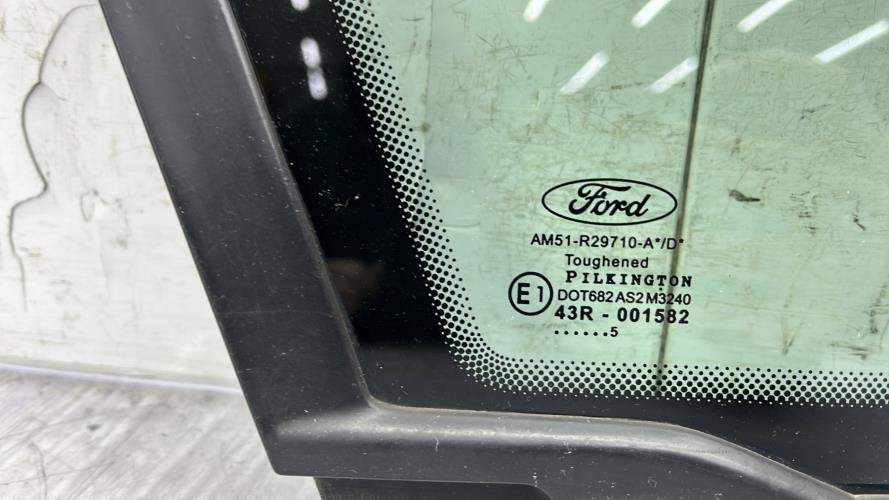 Ford
AM51-R29710-A*/D*
Toughened
PILKINGTON
E1 DOT682 AS2 M3240
43R - 001582
......5